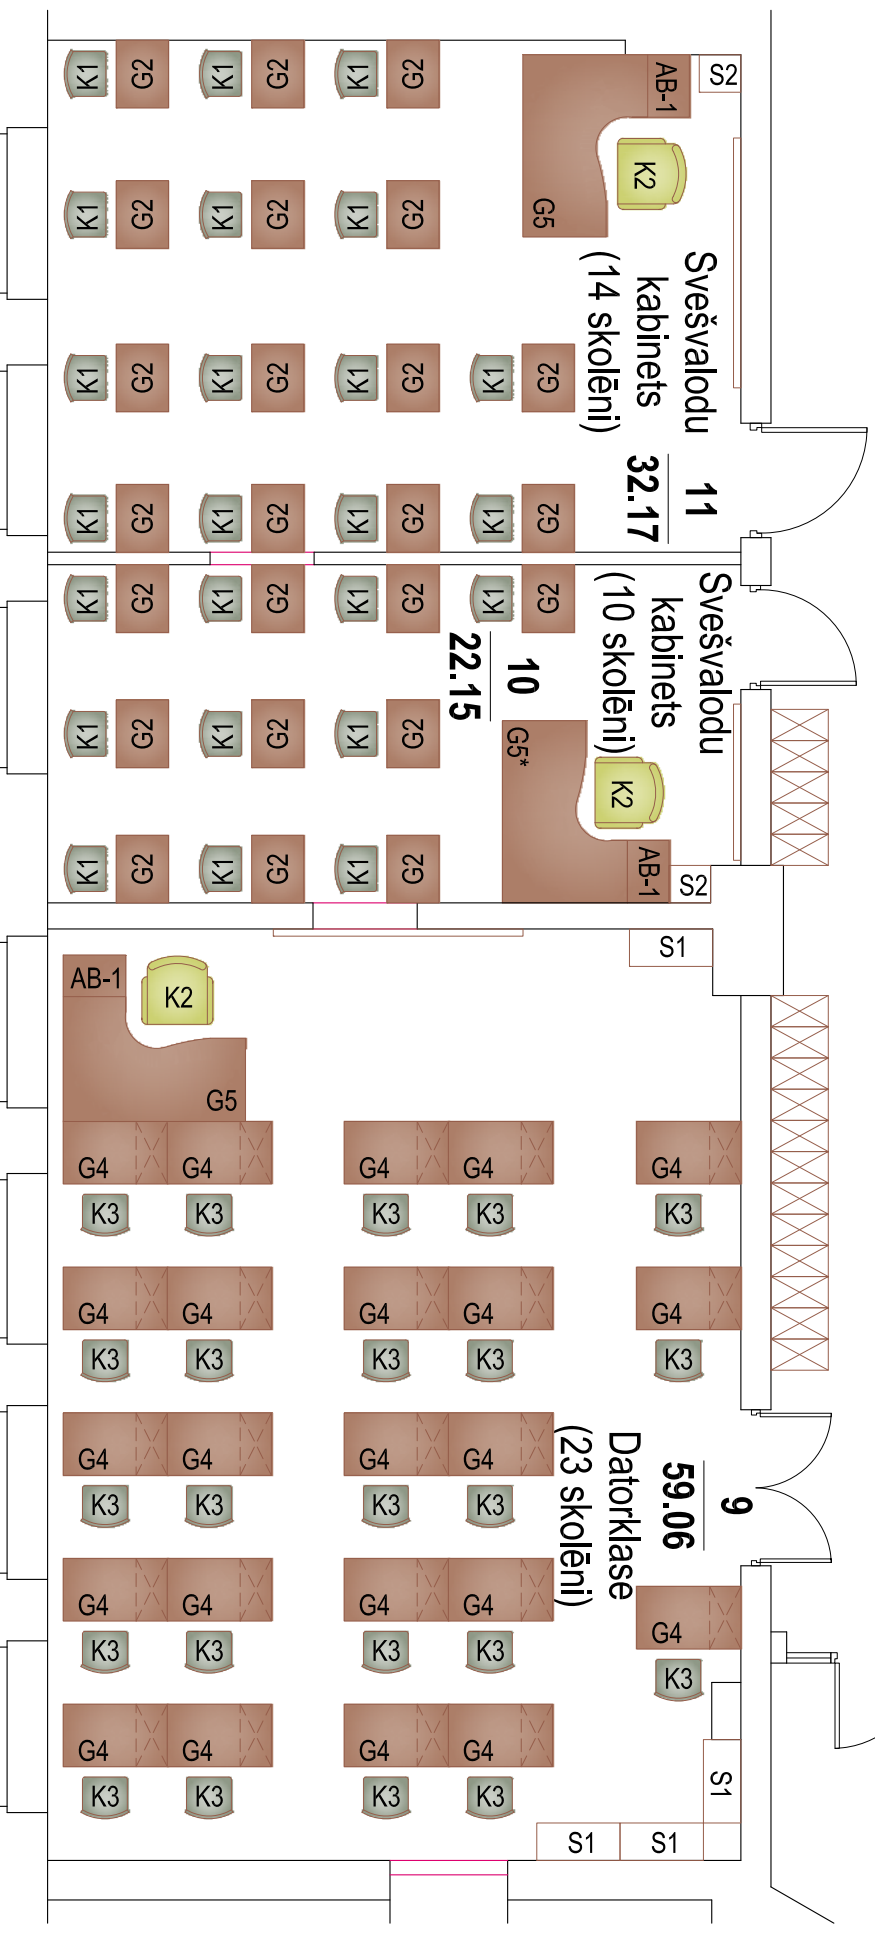 K1 G2 K1 G2 K1 G2 AB-1 S2
K2
K1 G2 K1 G2 K1 G2 G5
Svešvalodu
kabinets
(14 skolēni)
11
32.17
K1 G2 K1 G2 K1 G2 K1 G2
K1 G2 K1 G2 K1 G2 K1 G2
K1 G2 K1 G2 K1 G2 K1 G2
Svešvalodu
kabinets
(10 skolēni)
10
22.15
K1 G2 K1 G2 K1 G2 G5*
K2
K1 G2 K1 G2 K1 G2 AB-1 S2
S1
AB-1 K2
G5
G4 G4 G4 G4 G4
K3 K3 K3 K3 K3
G4 G4 G4 G4 G4
K3 K3 K3 K3 K3
9
59.06
Datorklase
(23 skolēni)
G4 G4 G4 G4
K3 K3 K3 K3
G4 G4 G4 G4 G4
K3 K3 K3 K3 K3
G4 G4 G4 G4
K3 K3 K3 K3
S1
S1 S1